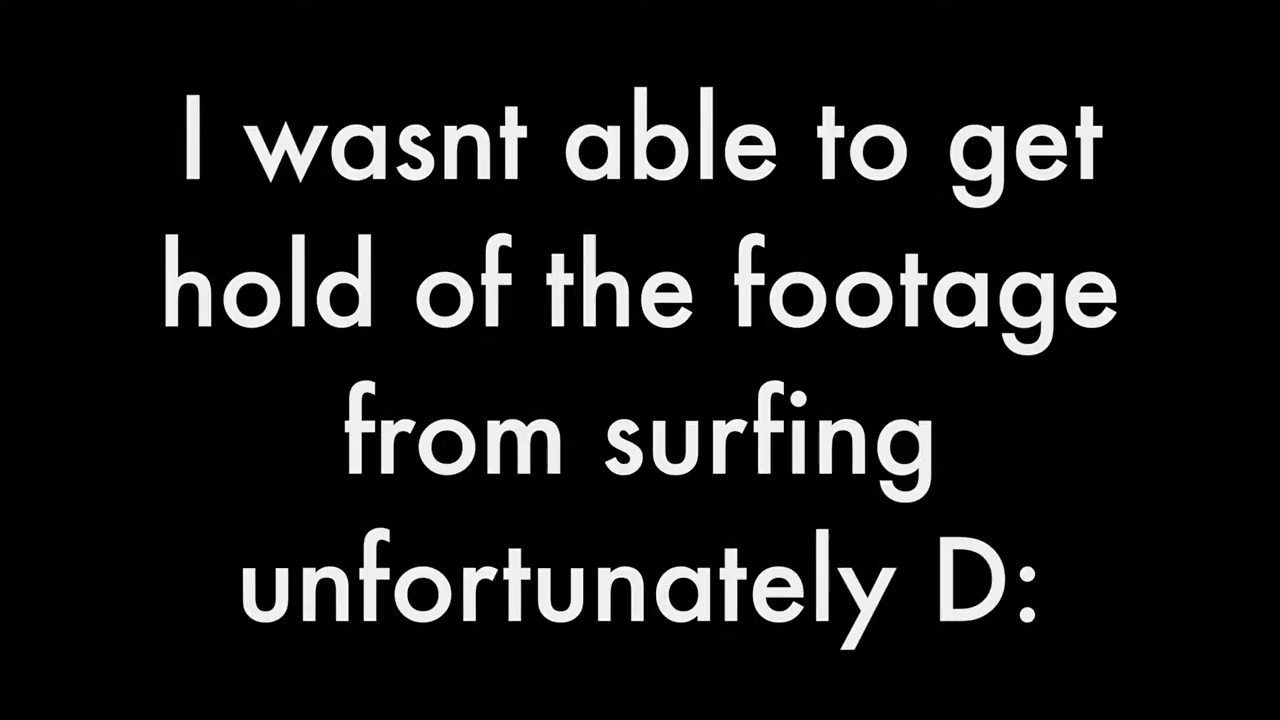 I wasnt able to get
hold of the footage
from surfing
unfortunately D: